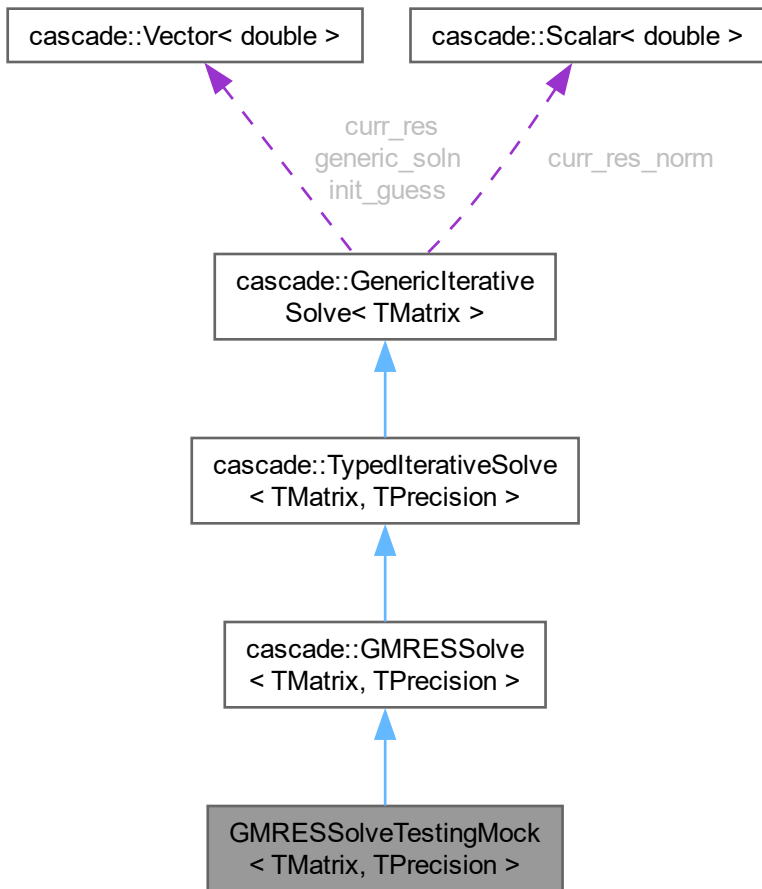 cascade::Vector< double >
cascade::Scalar< double >
curr_res
generic_soln
init_guess
curr_res_norm
cascade::GenericIterative
Solve< TMatrix >
cascade::TypedIterativeSolve
< TMatrix, TPrecision >
cascade::GMRESSolve
< TMatrix, TPrecision >
GMRESSolveTestingMock
< TMatrix, TPrecision >